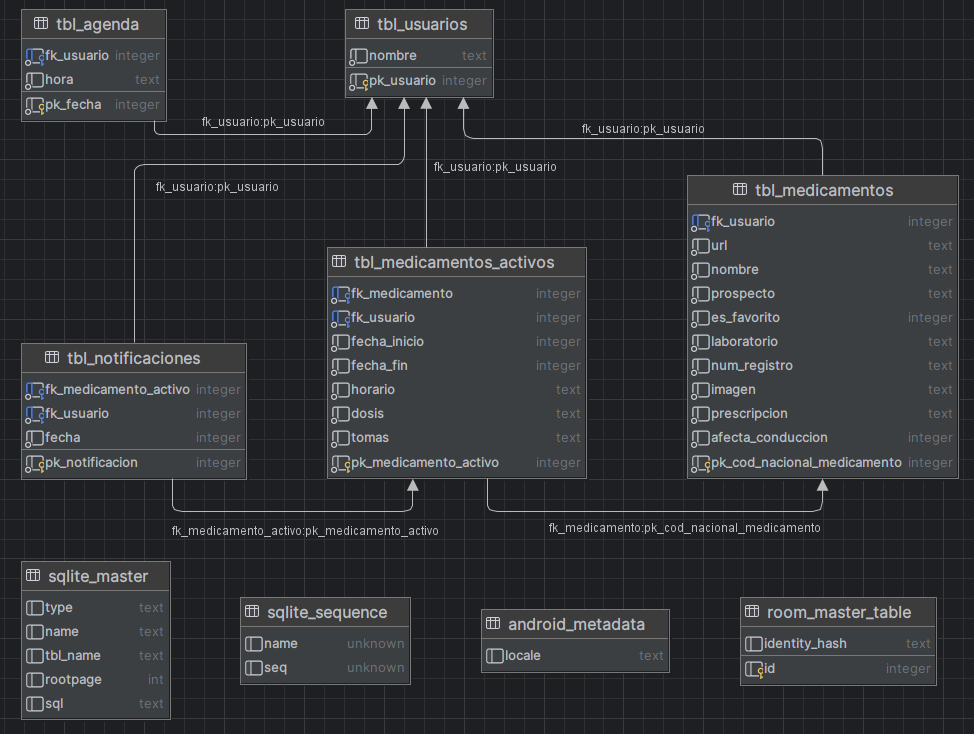 tbl_agenda
fk_usuario integer
hora text
pk_fecha integer
tbl_usuarios
nombre text
pk_usuario integer
fk_usuario:pk_usuario
fk_usuario:pk_usuario
fk_usuario:pk_usuario
fk_usuario:pk_usuario
tbl_medicamentos
fk_usuario integer
url text
nombre text
prospecto text
es_favorito integer
laboratorio text
num_registro text
imagen text
prescripcion text
afecta_conduccion integer
pk_cod_nacional_medicamento integer
tbl_medicamentos_activos
fk_medicamento integer
fk_usuario integer
fecha_inicio integer
fecha_fin integer
horario text
dosis text
tomas text
pk_medicamento_activo integer
tbl_notificaciones
fk_medicamento_activo integer
fk_usuario integer
fecha integer
pk_notificacion integer
fk_medicamento_activo:pk_medicamento_activo
fk_medicamento:pk_cod_nacional_medicamento
sqlite_master
type text
name text
tbl_name text
rootpage int
sql text
sqlite_sequence
name unknown
seq unknown
android_metadata
locale text
room_master_table
identity_hash text
id integer